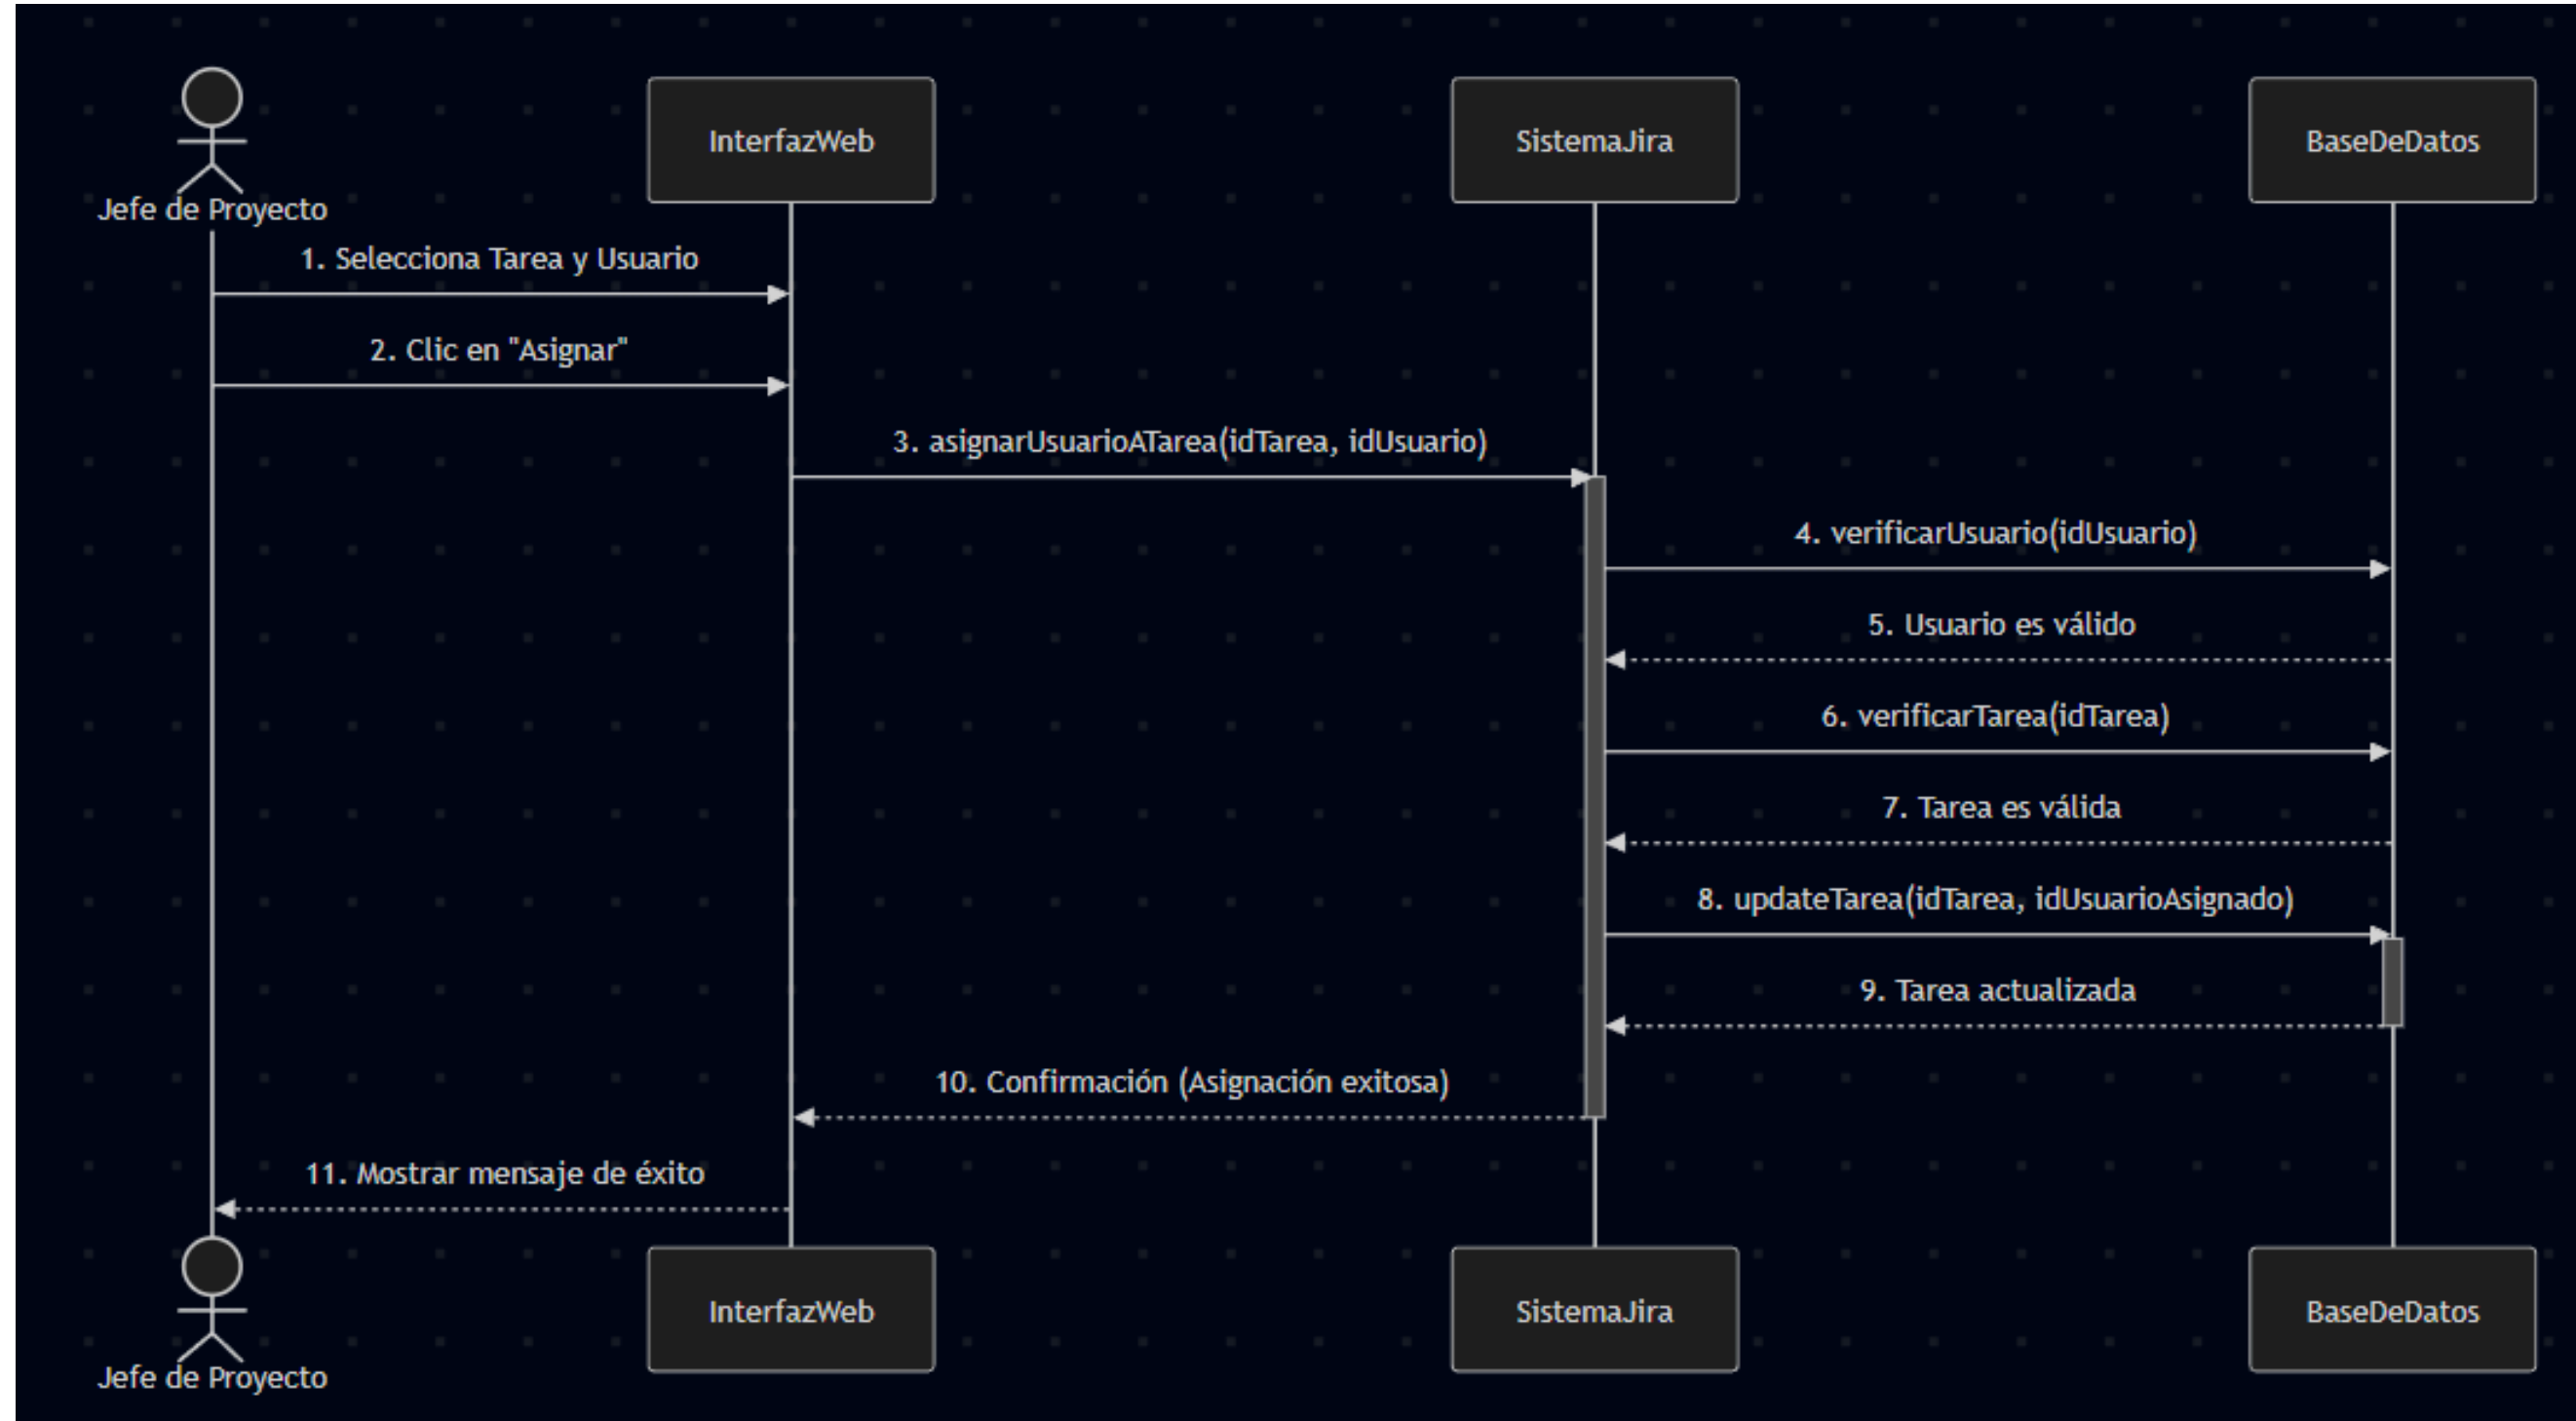 InterfazWeb
SistemaJira
BaseDeDatos
Jefe de Proyecto
1. Selecciona Tarea y Usuario
2. Clic en "Asignar"
3. asignarUsuarioATarea(idTarea, idUsuario)
4. verificarUsuario(idUsuario)
5. Usuario es válido
6. verificarTarea(idTarea)
7. Tarea es válida
8. updateTarea(idTarea, idUsuarioAsignado)
9. Tarea actualizada
10. Confirmación (Asignación exitosa)
11. Mostrar mensaje de éxito
InterfazWeb
SistemaJira
BaseDeDatos
Jefe de Proyecto